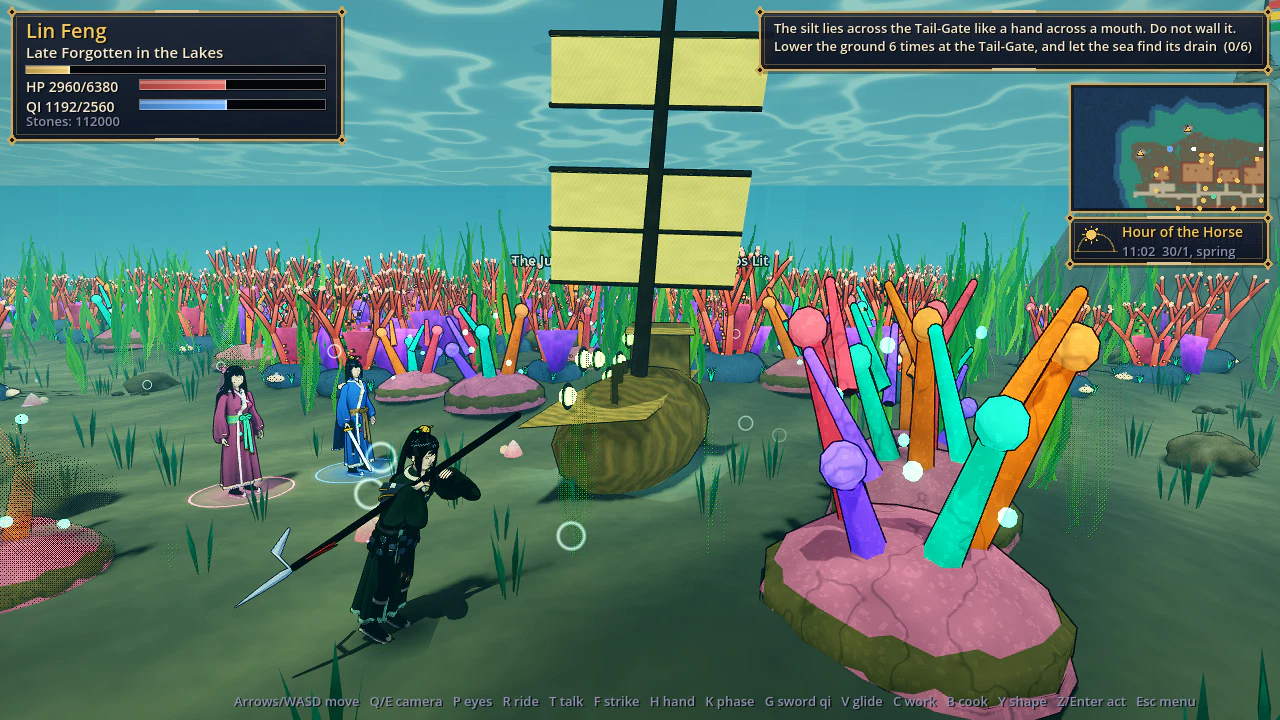 Lin Feng
Late Forgotten in the Lakes
HP 2960/6380
QI 1192/2560
Stones: 112000
The silt lies across the Tail-Gate like a hand across a mouth. Do not wall it.
Lower the ground 6 times at the Tail-Gate, and let the sea find its drain (0/6)
Hour of the Horse
11:02 30/1, spring
The
Lit
Arrows/WASD move Q/E camera P eyes R ride T talk F strike H hand K phase G sword qi V glide C work B cook Y shape Z/Enter act Esc menu